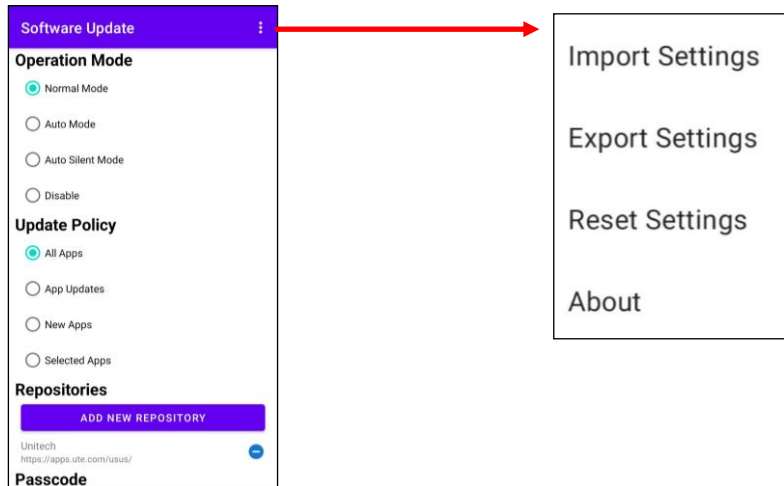 Software Update
Operation Mode
Normal Mode
Auto Mode
Auto Silent Mode
Disable
Update Policy
All Apps
App Updates
New Apps
Selected Apps
Repositories
ADD NEW REPOSITORY
Unitech
https://apps.ute.com/usus/
Passcode
Import Settings
Export Settings
Reset Settings
About